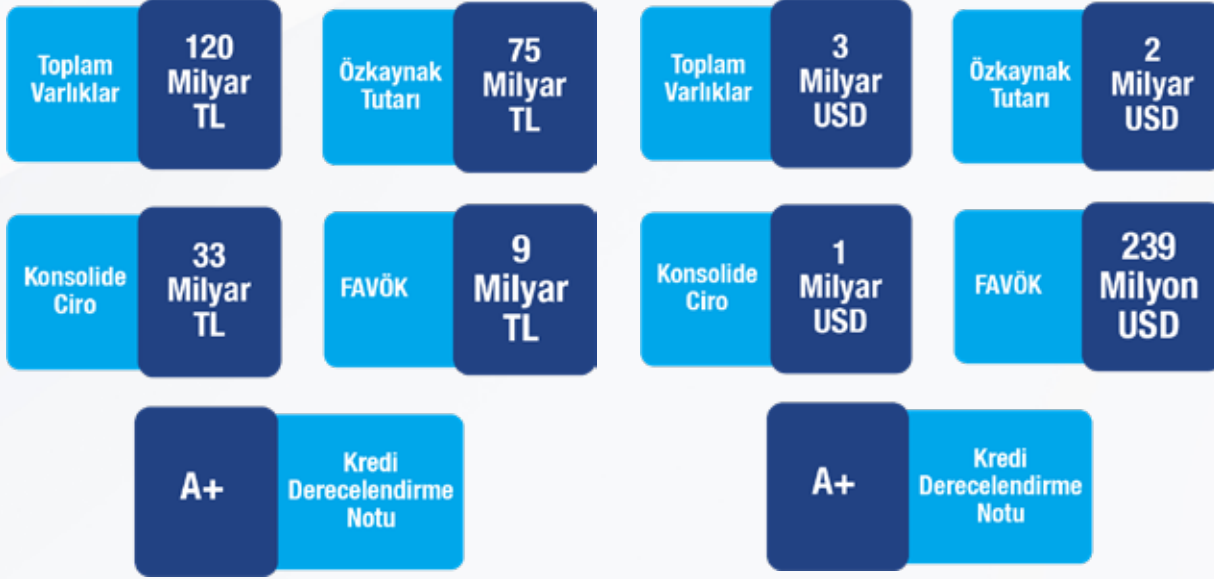 Toplam
Varlıklar
120
Milyar
TL
Özkaynak
Tutarı
75
Milyar
TL
Toplam
Varlıklar
3
Milyar
USD
Özkaynak
Tutarı
2
Milyar
USD
Konsolide
Ciro
33
Milyar
TL
FAVÖK
9
Milyar
TL
Konsolide
Ciro
1
Milyar
USD
FAVÖK
239
Milyon
USD
A+
Kredi
Derecelendirme
Notu
A+
Kredi
Derecelendirme
Notu